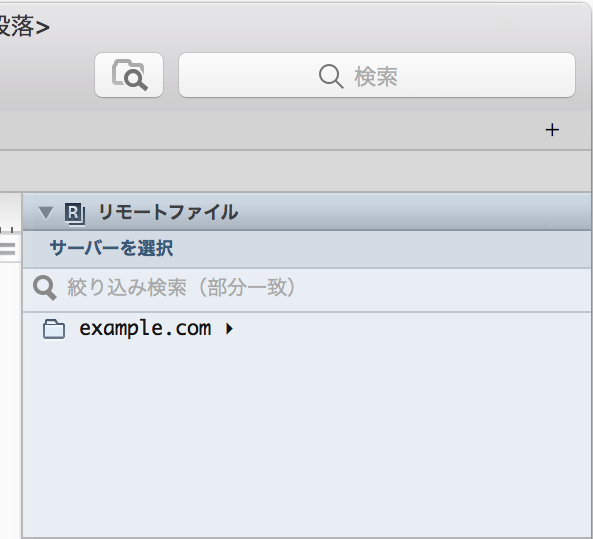 段落>
検索
+
R リモートファイル
サーバーを選択
絞り込み検索（部分一致）
example.com